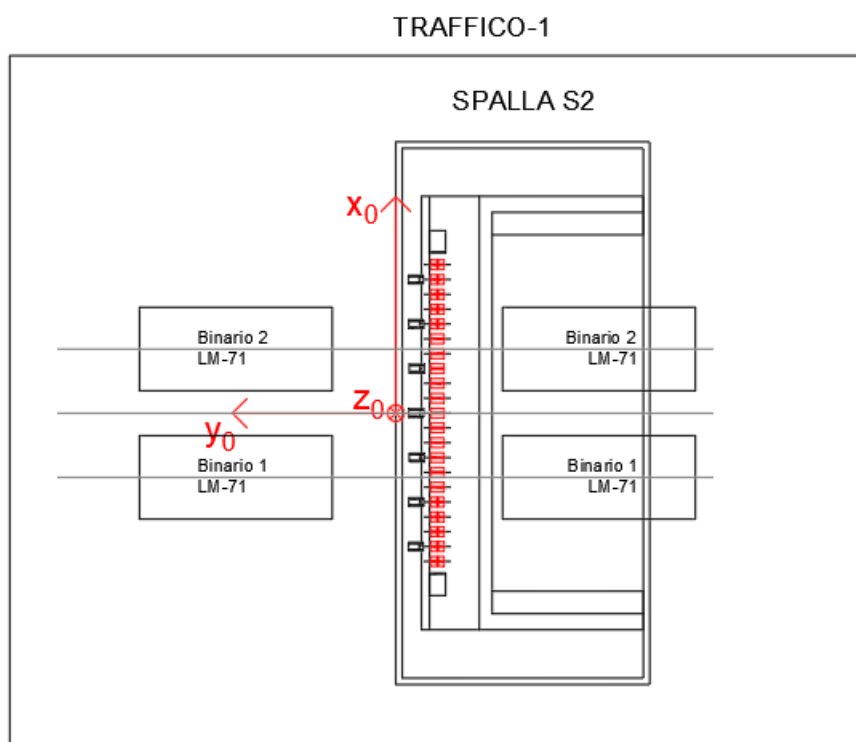 TRAFFICO-1
SPALLA S2
x₀
Binario 2
LM-71
Binario 2
LM-71
z₀
y₀
Binario 1
LM-71
Binario 1
LM-71